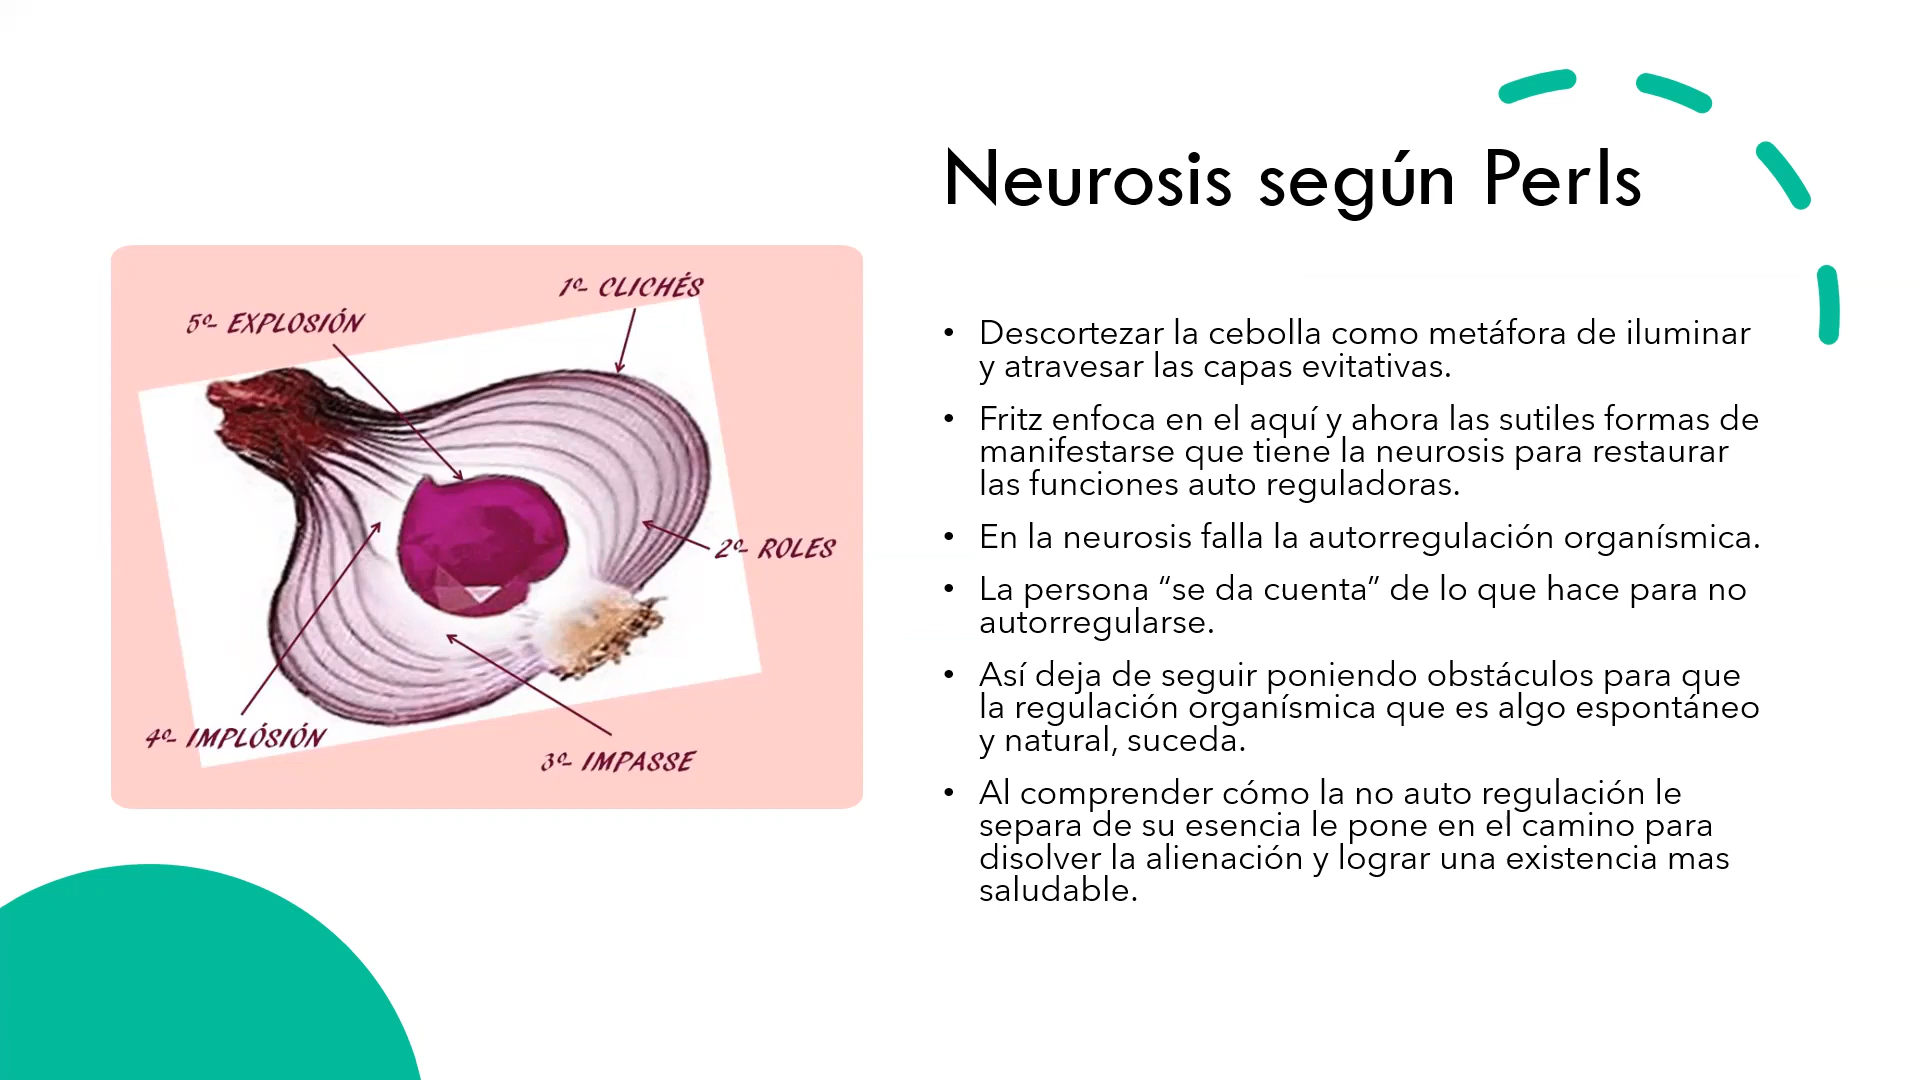 Neurosis según Perls
1º- CLICHÉS
5º- EXPLOSIÓN
2º- ROLES
4º- IMPLÓSIÓN
3º- IMPASSE
• Descortezar la cebolla como metáfora de iluminar
y atravesar las capas evitativas.
• Fritz enfoca en el aquí y ahora las sutiles formas de
manifestarse que tiene la neurosis para restaurar
las funciones auto reguladoras.
• En la neurosis falla la autorregulación organísmica.
• La persona “se da cuenta” de lo que hace para no
autorregularse.
• Así deja de seguir poniendo obstáculos para que
la regulación organísmica que es algo espontáneo
y natural, suceda.
• Al comprender cómo la no auto regulación le
separa de su esencia le pone en el camino para
disolver la alienación y lograr una existencia mas
saludable.